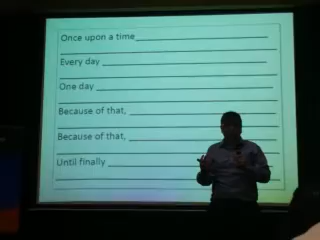 Once upon a time
Every day
One day
Because of that,
Because of that,
Until finally